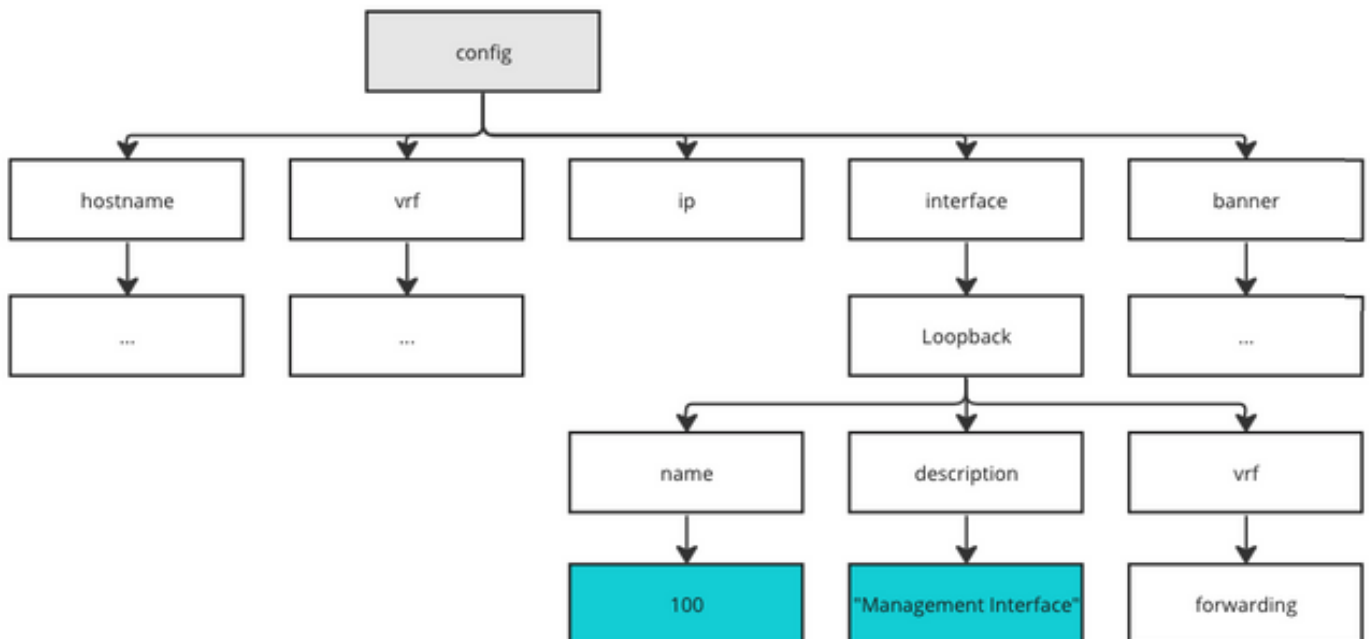 config
hostname
vrf
ip
interface
banner
...
...
Loopback
...
name
description
vrf
100
"Management Interface"
forwarding